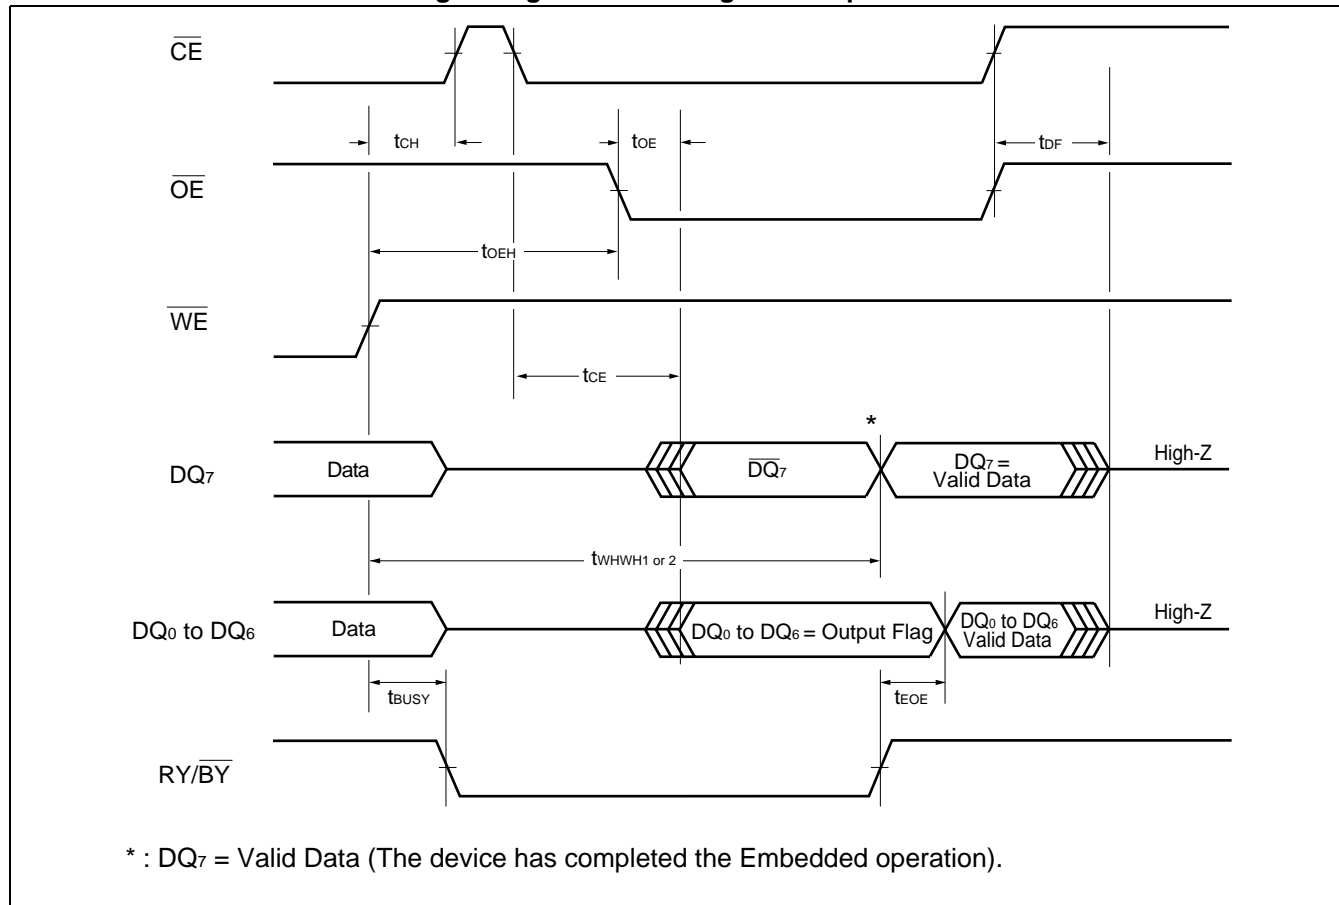 CE
tCH
tOE
tDF
OE
tOEH
WE
tCE
*
DQ7
Data
DQ7
DQ7 =
Valid Data
High-Z
tWHWH1 or 2
DQ0 to DQ6
Data
DQ0 to DQ6 = Output Flag
DQ0 to DQ6
Valid Data
High-Z
tBUSY
tEOE
RY/BY
* : DQ7 = Valid Data (The device has completed the Embedded operation).